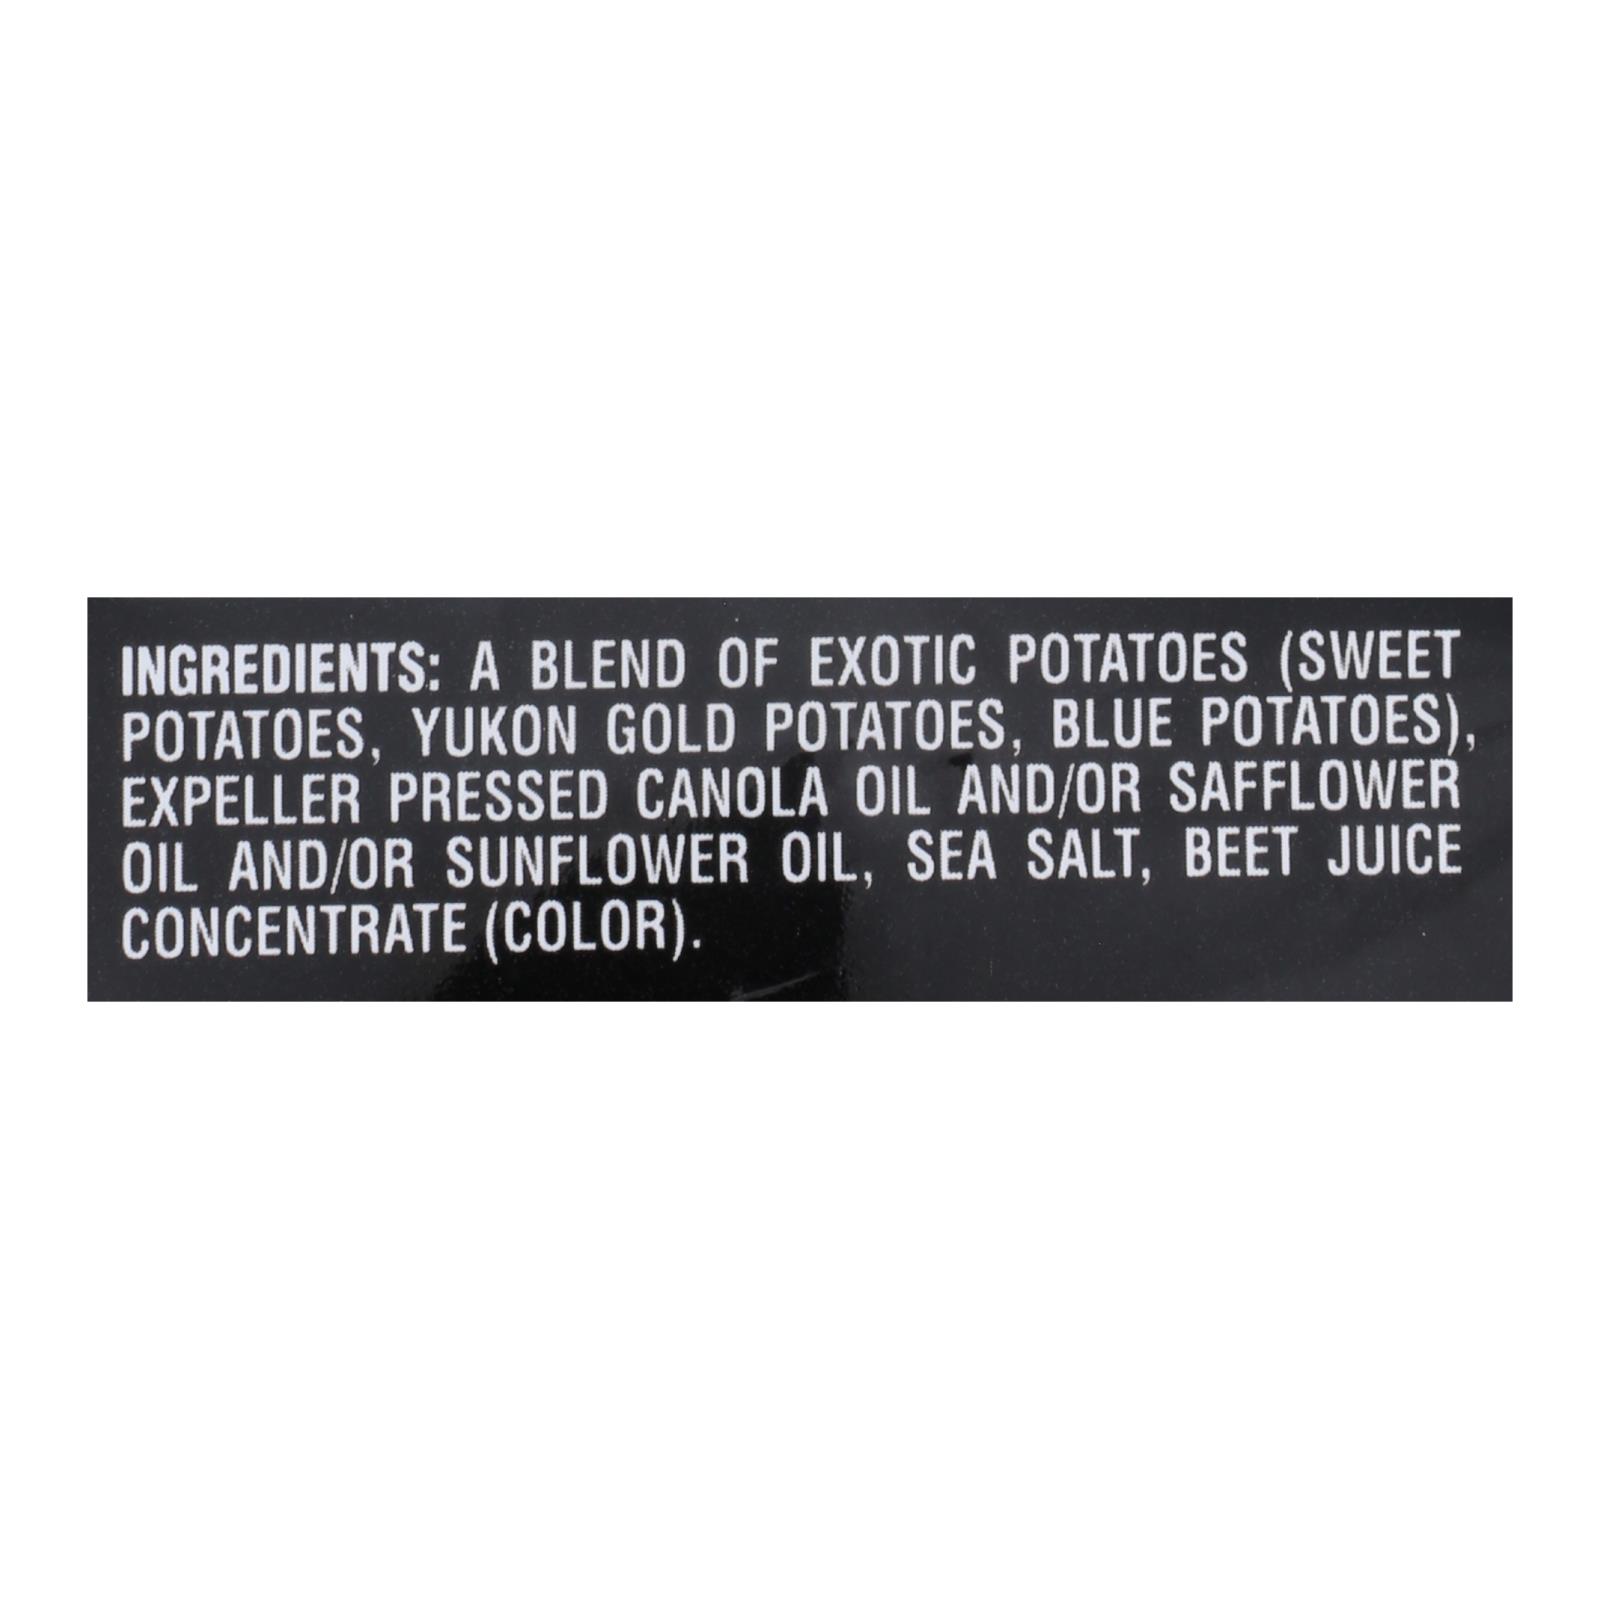 INGREDIENTS: A BLEND OF EXOTIC POTATOES (SWEET
POTATOES, YUKON GOLD POTATOES, BLUE POTATOES),
EXPELLER PRESSED CANOLA OIL AND/OR SAFFLOWER
OIL AND/OR SUNFLOWER OIL, SEA SALT, BEET JUICE
CONCENTRATE (COLOR).